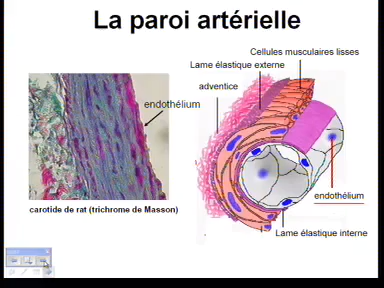 La paroi artérielle
Cellules musculaires lisses
Lame élastique externe
adventice
endothélium
endothélium
carotide de rat (trichrome de Masson)
Lame élastique interne